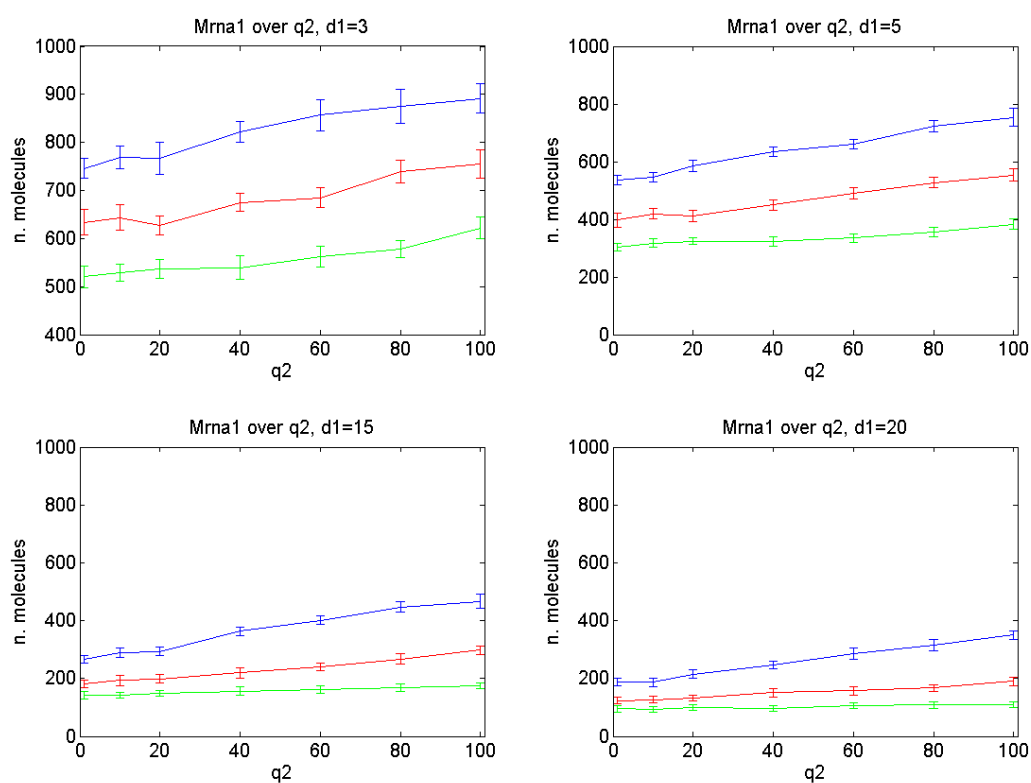 Mrna1 over q2, d1=3
1000
900
800
700
600
500
400
n. molecules
0 20 40 60 80 100
q2
Mrna1 over q2, d1=5
1000
800
600
400
200
0
n. molecules
0 20 40 60 80 100
q2
Mrna1 over q2, d1=15
1000
800
600
400
200
0
n. molecules
0 20 40 60 80 100
q2
Mrna1 over q2, d1=20
1000
800
600
400
200
0
n. molecules
0 20 40 60 80 100
q2